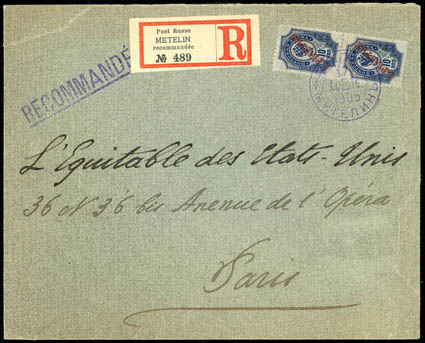 Post Russe
METELIN
recommandée
№ 489
R
RECOMMANDÉ
1909
L'Equitable des Etats-Unis
36 et 36 bis Avenue de l'Opéra
Paris